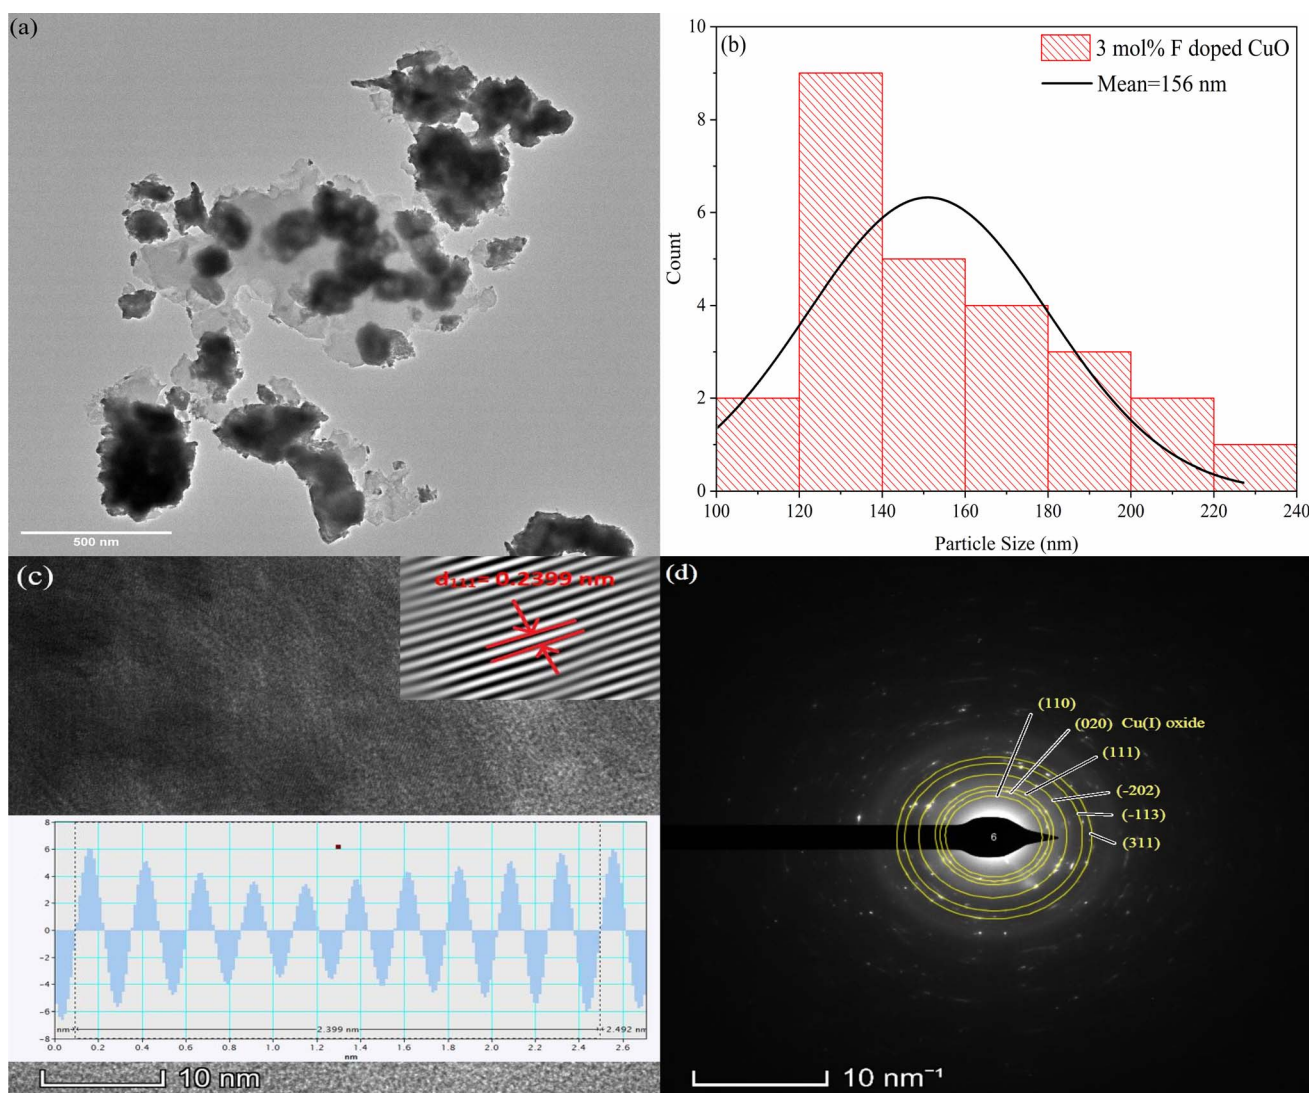 (a)
500 nm
(b)
3 mol% F doped CuO
Mean=156 nm
Count
10
8
6
4
2
0
100 120 140 160 180 200 220 240
Particle Size (nm)
(c)
d₁₁₁= 0.2399 nm
8
6
4
2
0
-2
-4
-6
-8
nm 2.399 nm 2.492 nm
0.0 0.2 0.4 0.6 0.8 1.0 1.2 1.4 1.6 1.8 2.0 2.2 2.4 2.6
nm
10 nm
(d)
(110)
(020) Cu(I) oxide
(111)
(-202)
(-113)
(311)
6
10 nm⁻¹